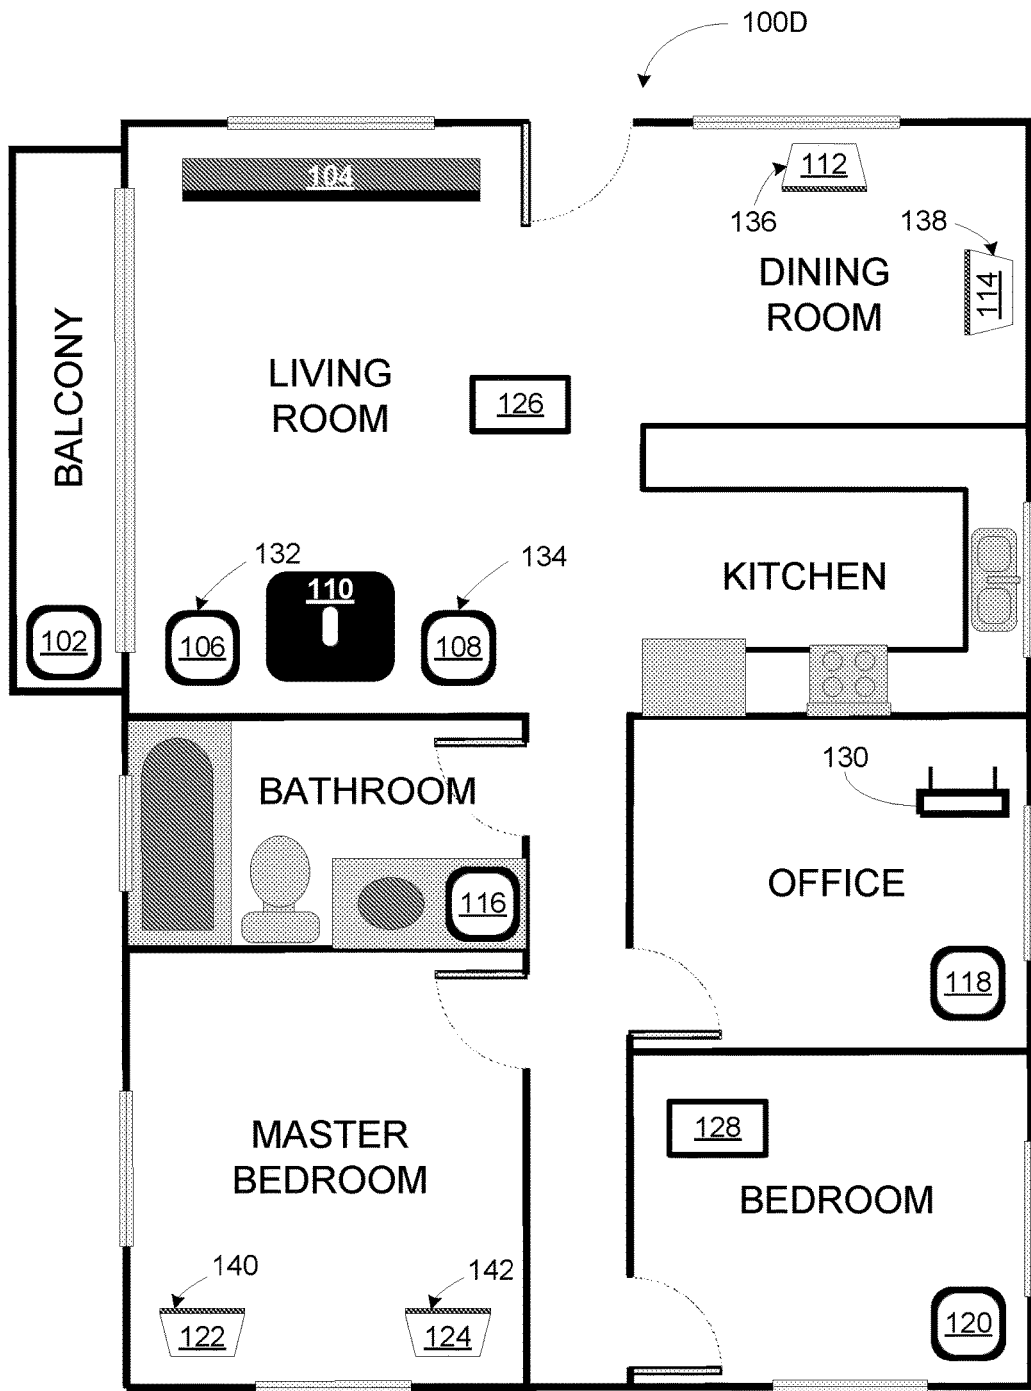 100D
104
112
136
138
114
DINING
ROOM
BALCONY
LIVING
ROOM
126
132
134
110
KITCHEN
102
106
108
130
BATHROOM
OFFICE
116
118
MASTER
BEDROOM
128
BEDROOM
140
142
122
124
120